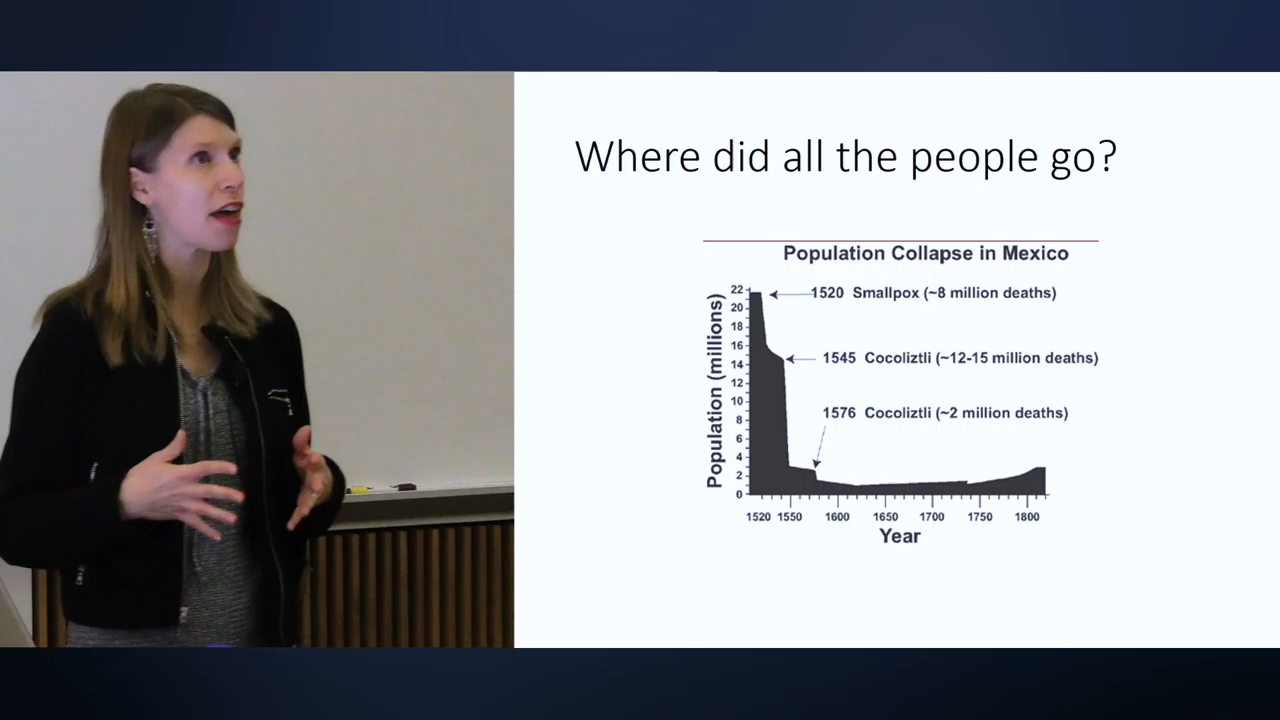 Where did all the people go?
Population Collapse in Mexico
Population (millions)
22
20
18
16
14
12
10
8
6
4
2
0
1520 Smallpox (~8 million deaths)
1545 Cocoliztli (~12-15 million deaths)
1576 Cocoliztli (~2 million deaths)
1520 1550 1600 1650 1700 1750 1800
Year